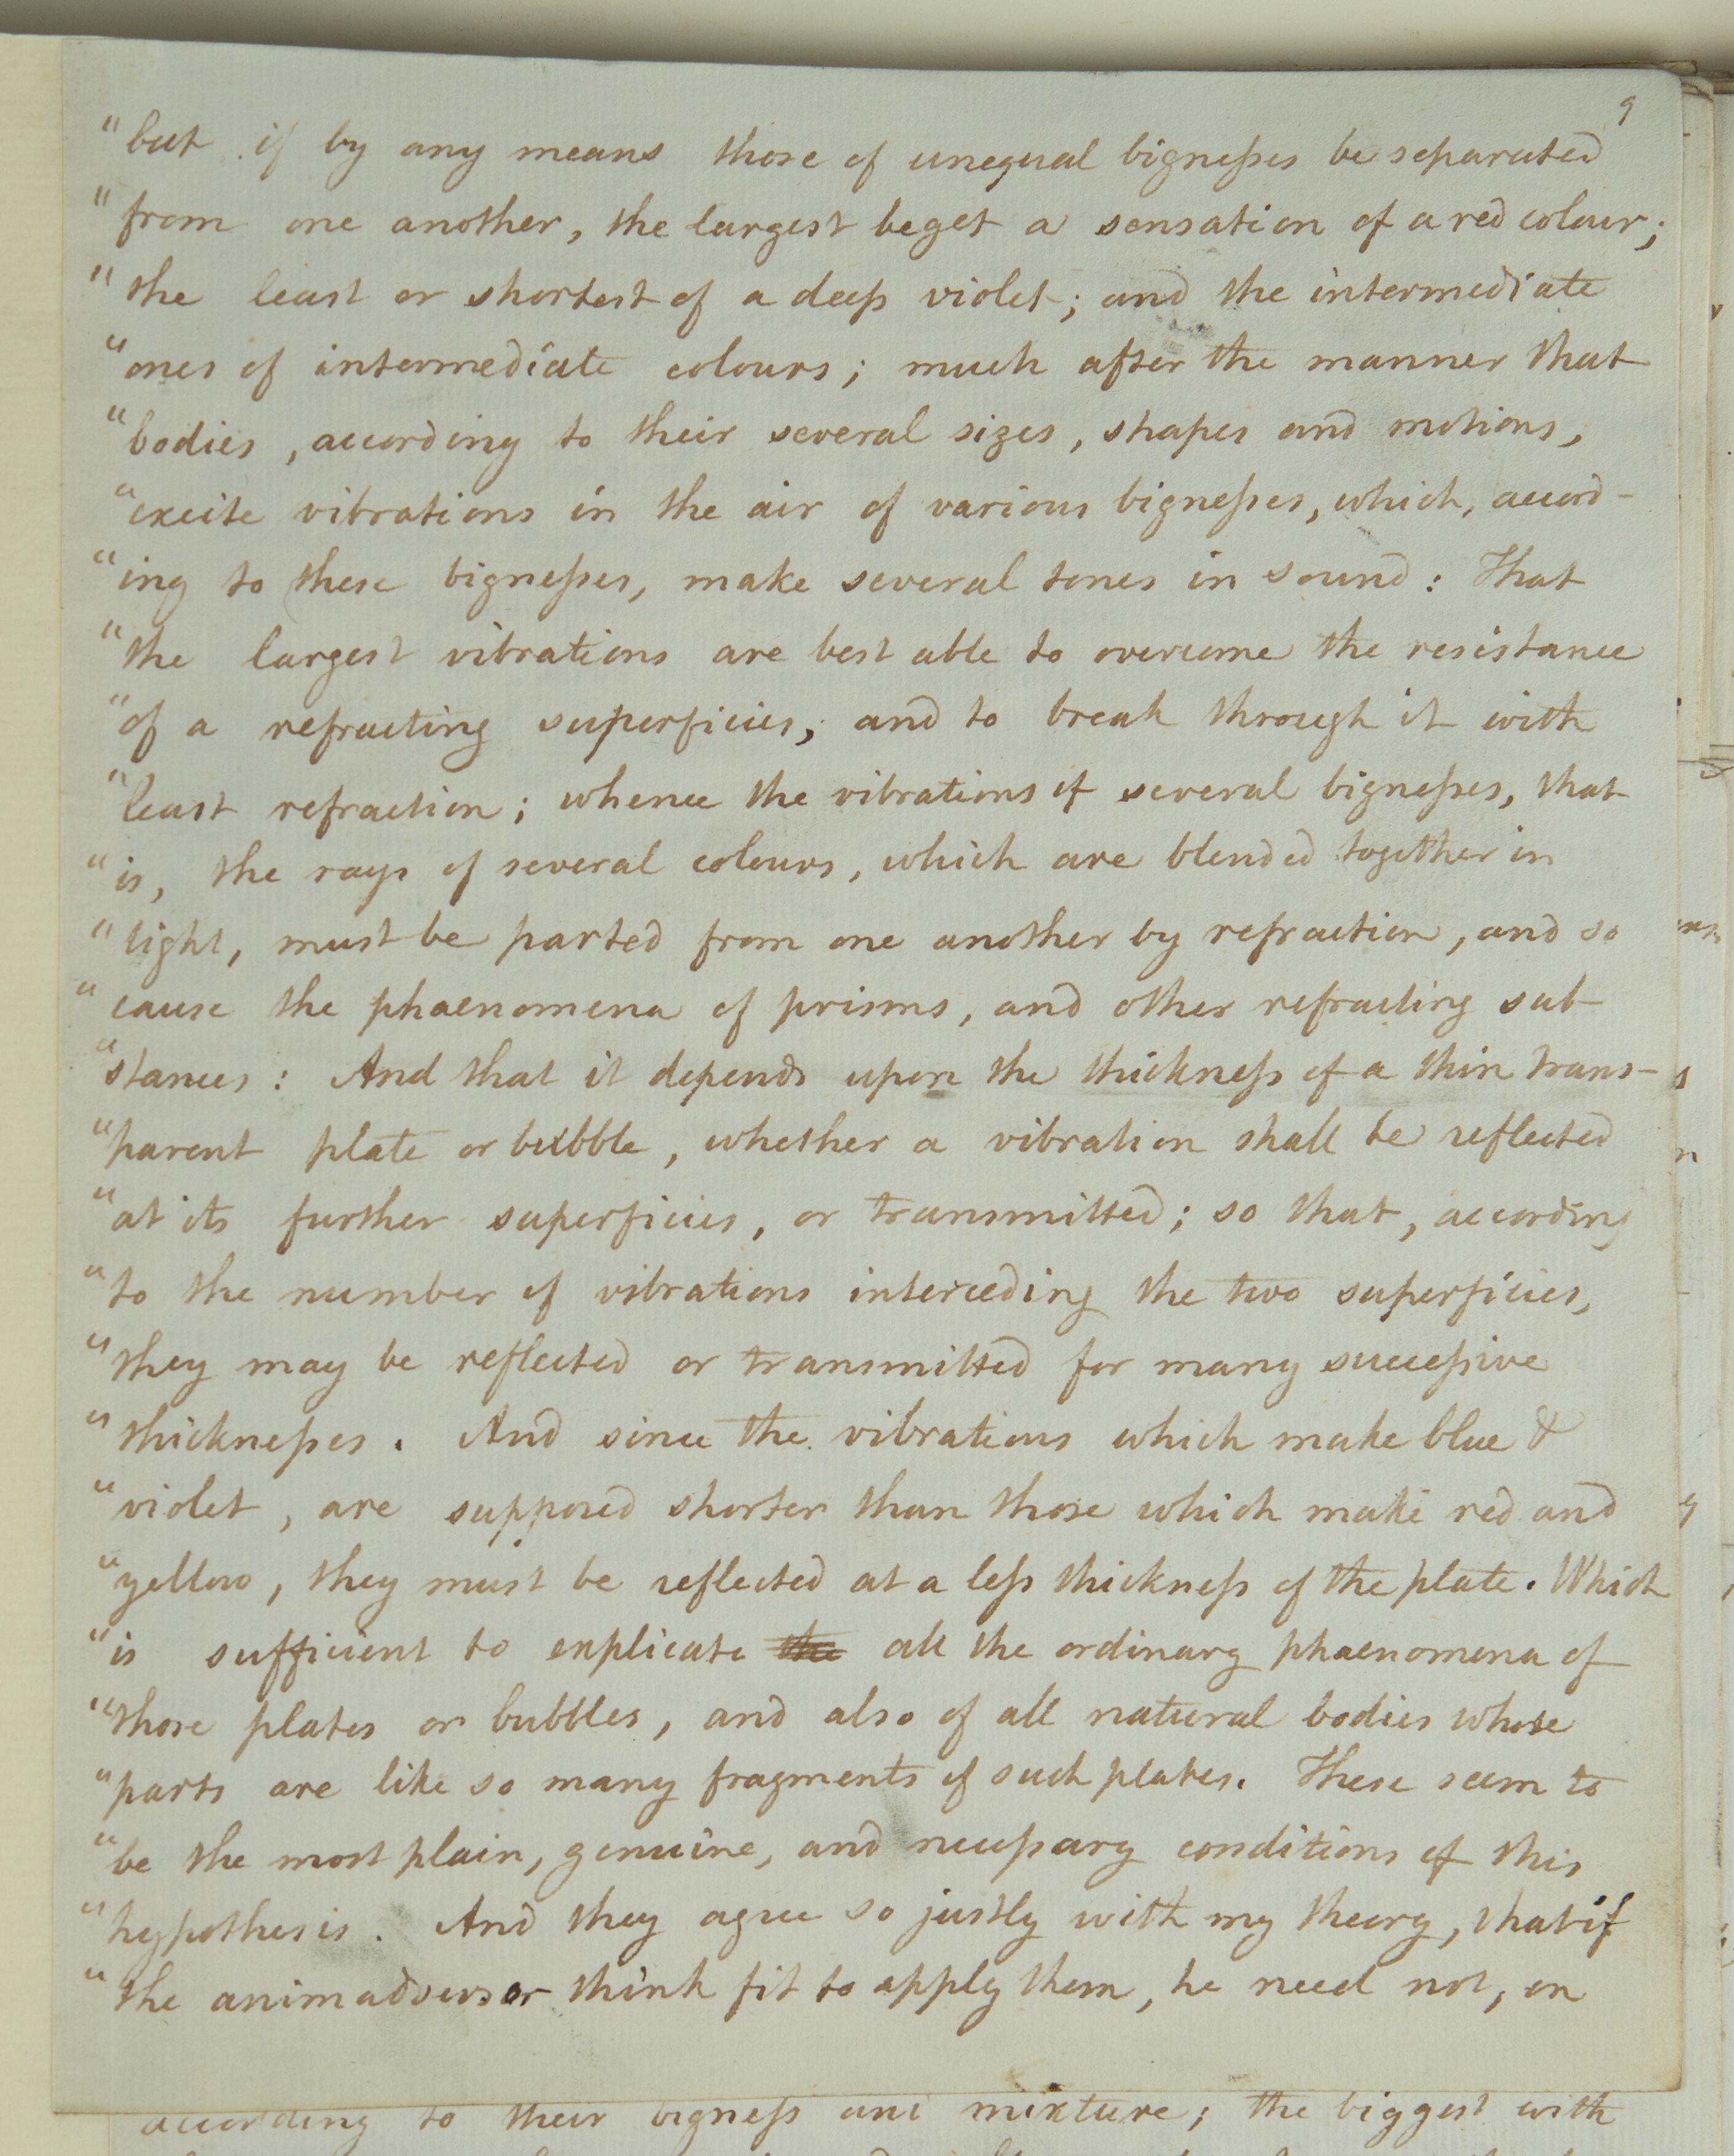 9
"but if by any means those of unequal bignesses be separated
"from one another, the largest beget a sensation of a red colour;
"the least or shortest of a deep violet; and the intermediate
"ones of intermediate colours; much after the manner that
"bodies, according to their several sizes, shapes and motions,
"excite vibrations in the air of various bignesses, which, accord-
"ing to these bignesses, make several tones in sound: That
"the largest vibrations are best able to overcome the resistance
"of a refracting superficies, and to break through it with
"least refraction; whence the vibrations of several bignesses, that
"is, the rays of several colours, which are blended together in
"light, must be parted from one another by refraction, and so
"cause the phaenomena of prisms, and other refracting sub-
"stances: And that it depends upon the thickness of a thin trans-
"parent plate or bubble, whether a vibration shall be reflected
"at its further superficies, or transmitted; so that, according
"to the number of vibrations interceding the two superficies,
"they may be reflected or transmitted for many successive
"thicknesses. And since the vibrations which make blue &
"violet, are supposed shorter than those which make red and
"yellow, they must be reflected at a less thickness of the plate. Which
"is sufficient to explicate the all the ordinary phaenomena of
"those plates or bubbles, and also of all natural bodies whose
"parts are like so many fragments of such plates. These seem to
"be the most plain, genuine, and necessary conditions of this
"hypothesis. And they agree so justly with my theory, that if
"the animadversor think fit to apply them, he need not, on
according to their bigness and mixture; the biggest with